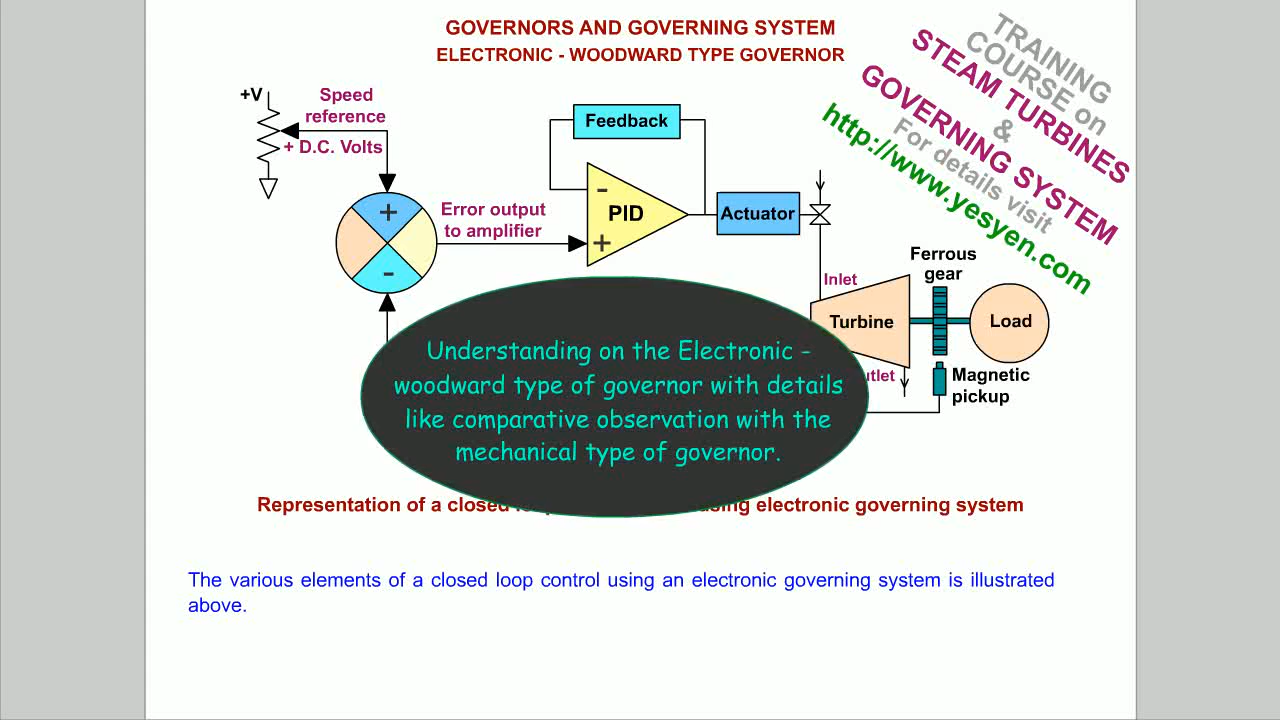 GOVERNORS AND GOVERNING SYSTEM
ELECTRONIC - WOODWARD TYPE GOVERNOR
TRAINING
COURSE on
STEAM TURBINES
&
GOVERNING SYSTEM
For details visit
http://www.yesyen.com
+V
Speed
reference
+ D.C. Volts
Feedback
+
-
Error output
to amplifier
-
PID
+
Actuator
Inlet
Ferrous
gear
Turbine
Load
Magnetic
pickup
Understanding on the Electronic -
woodward type of governor with details
like comparative observation with the
mechanical type of governor.
Representation of a closed electronic governing system
The various elements of a closed loop control using an electronic governing system is illustrated
above.